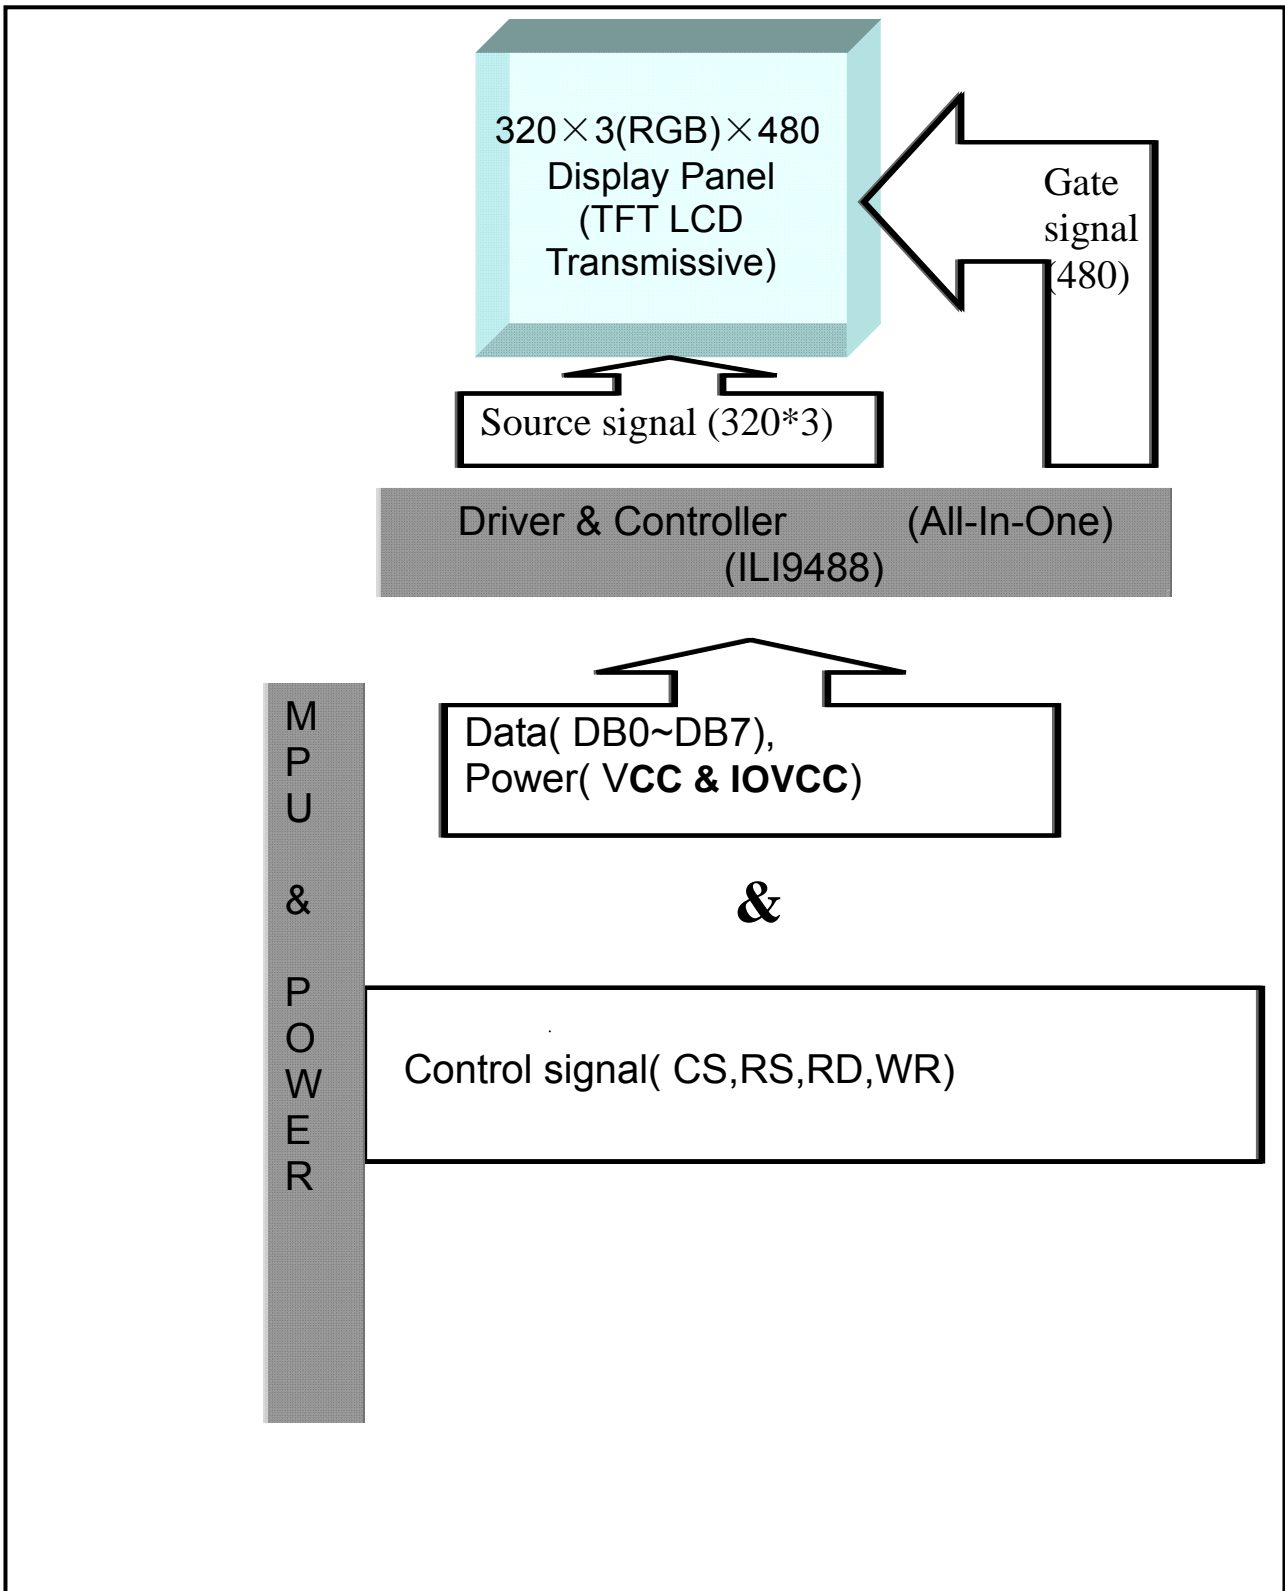 320×3(RGB)×480
Display Panel
(TFT LCD
Transmissive)
Gate
signal
(480)
Source signal (320*3)
Driver & Controller (All-In-One)
(ILI9488)
M
P
U
&
P
O
W
E
R
Data( DB0~DB7),
Power( VCC & IOVCC)
&
Control signal( CS,RS,RD,WR)